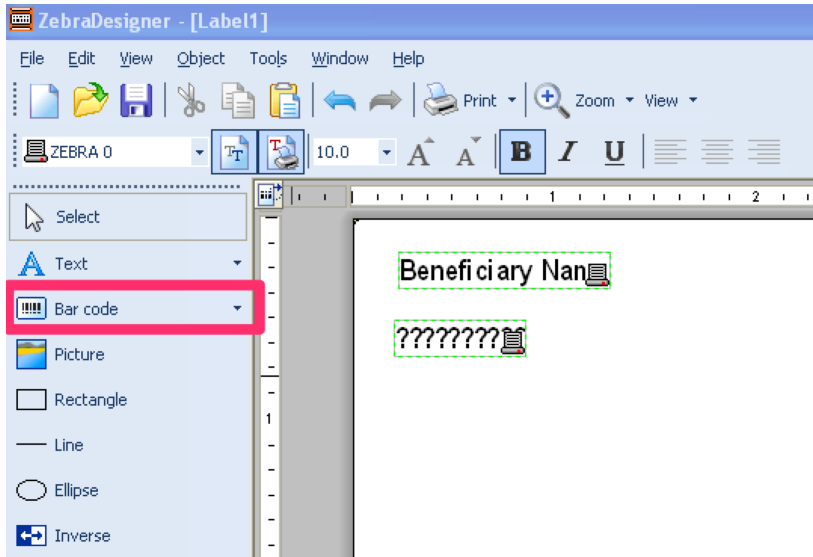 ZebraDesigner - [Label1]
File Edit View Object Tools Window Help
Print Zoom View
ZEBRA 0 10.0 A A B I U
Select
Text
Bar code
Picture
Rectangle
Line
Ellipse
Inverse
1 2
Beneficiary Nan
????????
1